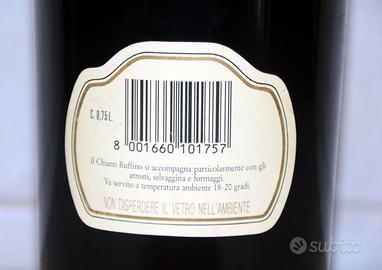 C. 0,75 L.
8 001660 101757
Il Chianti Ruffino si accompagna particolarmente con gli
arrosti, selvaggina e formaggi.
Va servito a temperatura ambiente 18-20 gradi.
NON DISPERDERE IL VETRO NELL'AMBIENTE
subito